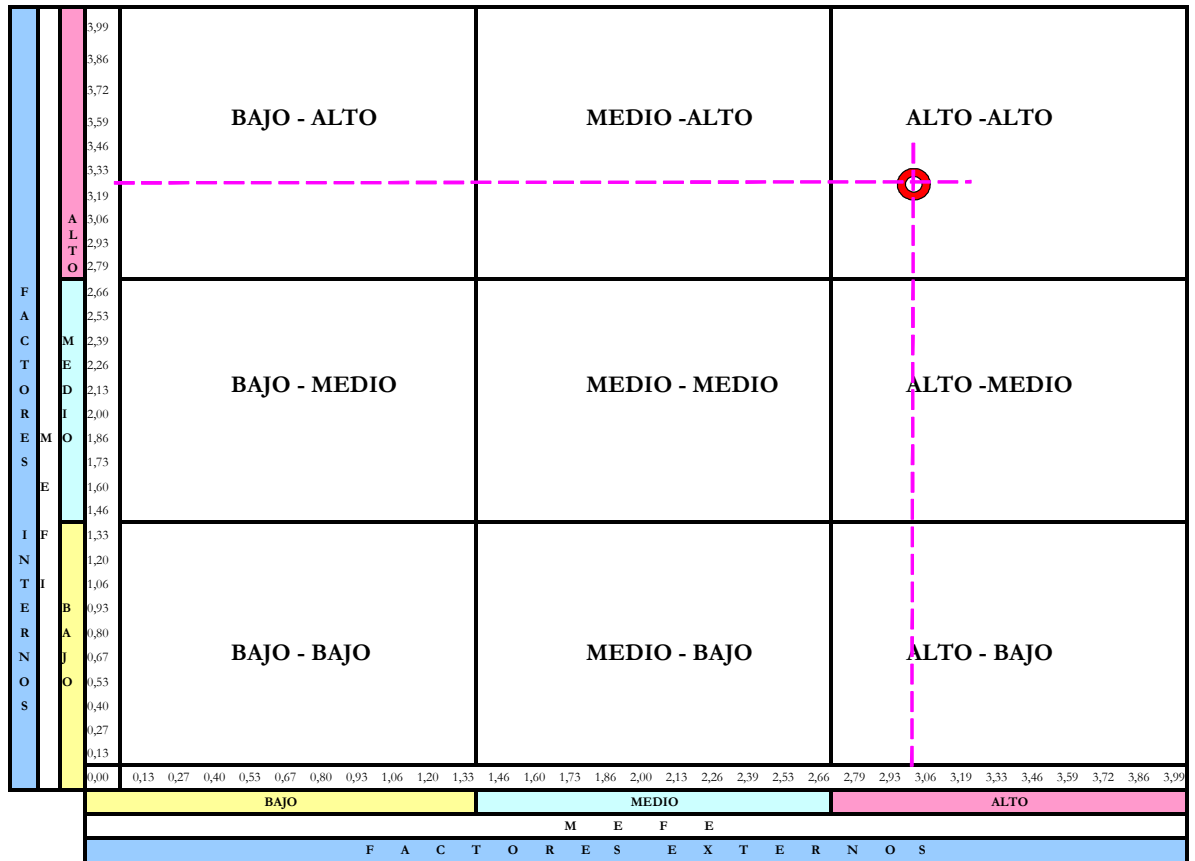 3,99
3,86
3,72
3,59
BAJO - ALTO MEDIO -ALTO ALTO -ALTO
3,46
3,33
3,19
3,06
2,93
2,79
ALTO
2,66
2,53
2,39
2,26
2,13
BAJO - MEDIO MEDIO - MEDIO ALTO -MEDIO
2,00
1,86
1,73
1,60
1,46
MEDIO
1,33
1,20
1,06
0,93
0,80
0,67
BAJO - BAJO MEDIO - BAJO ALTO - BAJO
0,53
0,40
0,27
0,13
BAJO
M E F I
FACTORES INTERNOS
0,00 0,13 0,27 0,40 0,53 0,67 0,80 0,93 1,06 1,20 1,33 1,46 1,60 1,73 1,86 2,00 2,13 2,26 2,39 2,53 2,66 2,79 2,93 3,06 3,19 3,33 3,46 3,59 3,72 3,86 3,99
BAJO MEDIO ALTO
M E F E
F A C T O R E S E X T E R N O S